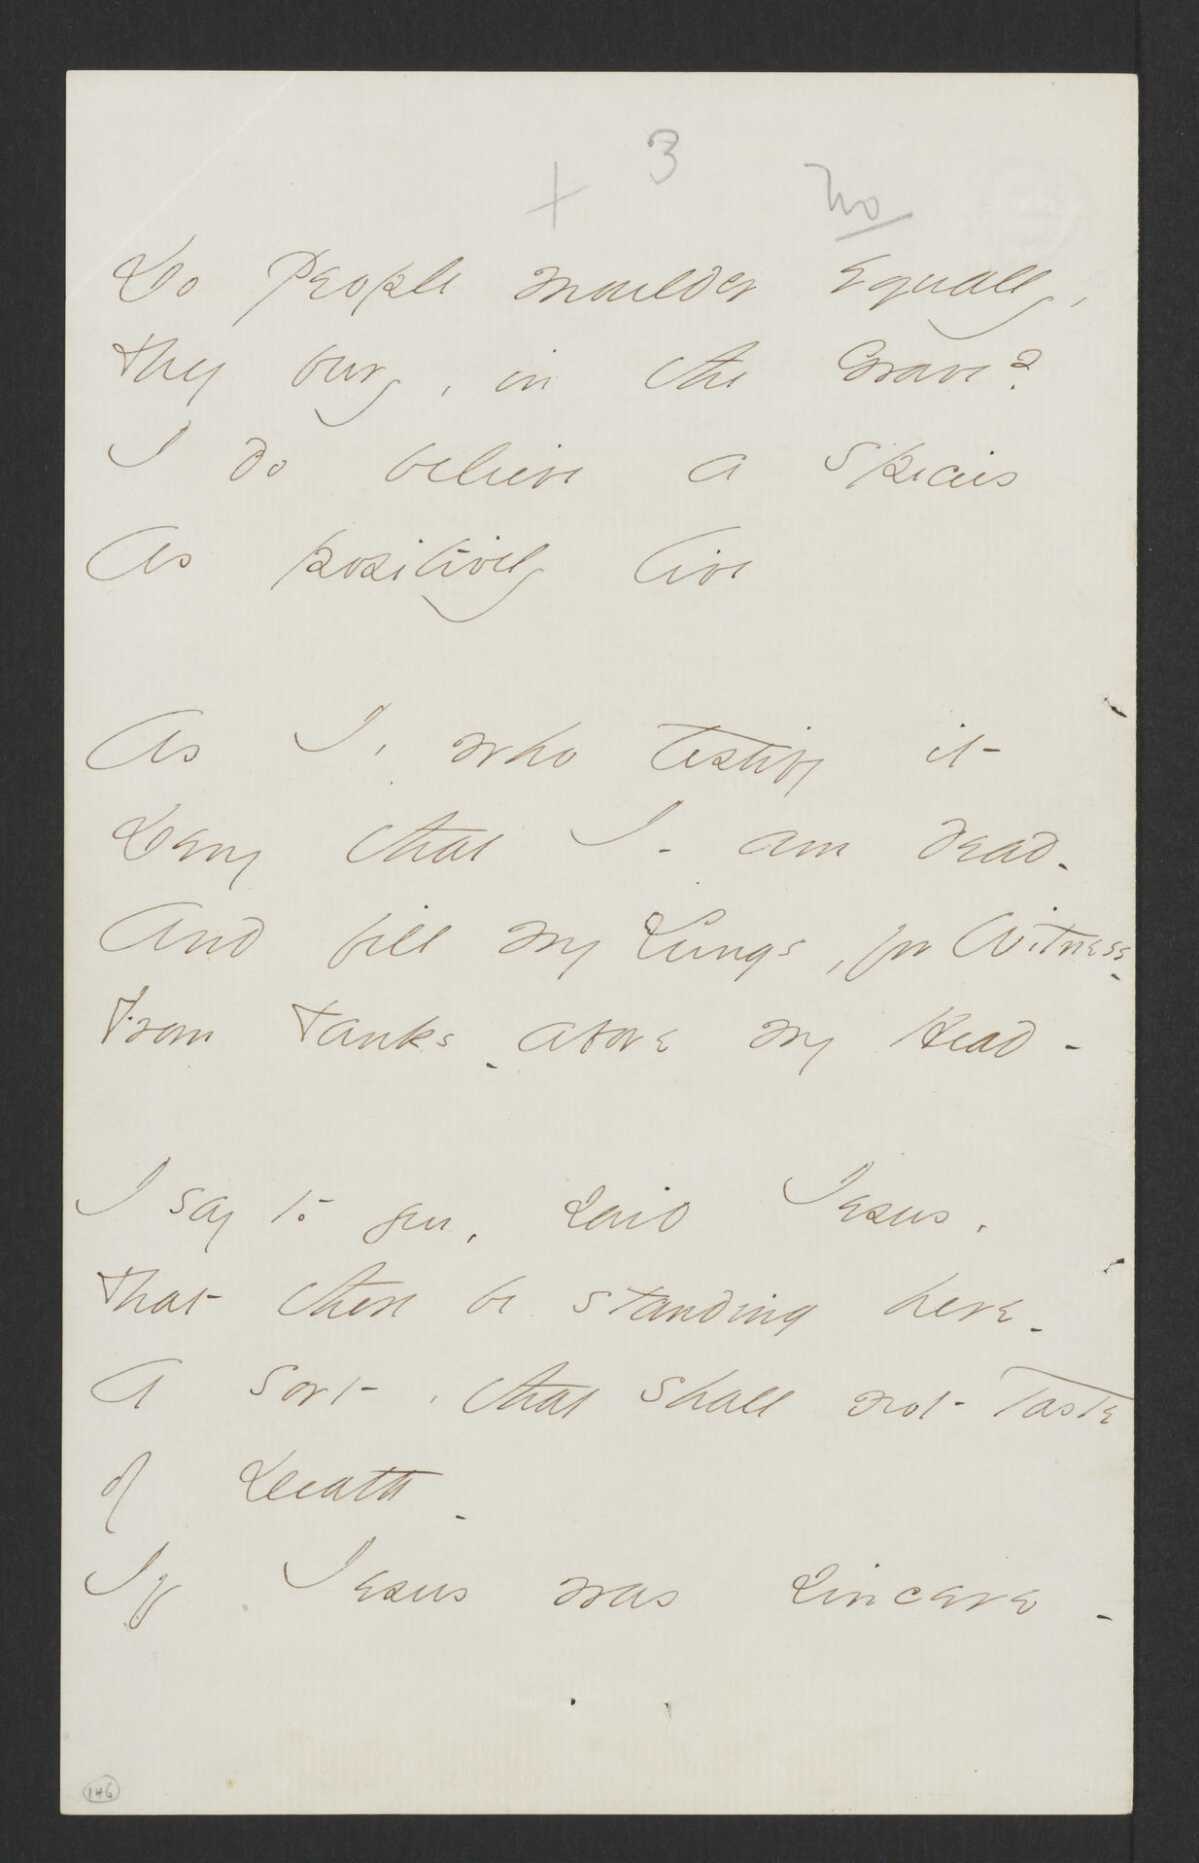 + 3 no
Do People moulder equally,
They bury, in the Grave?
I do believe a Species
As positively live
As I, who testify it
Deny that I - am dead -
And fill my Lungs, for Witness -
From Tanks - above my Head -
I say to you, said Jesus,
That there be standing here -
A sort, that shall not taste
of Death -
If Jesus was sincere -
146